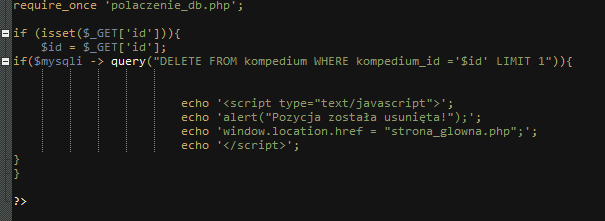 require_once 'polaczenie_db.php';
if (isset($_GET['id'])){
$id = $_GET['id'];
if($mysqli -> query("DELETE FROM kompedium WHERE kompedium_id ='$id' LIMIT 1")){
echo '<script type="text/javascript">';
echo 'alert("Pozycja została usunięta!");';
echo 'window.location.href = "strona_glowna.php";';
echo '</script>';
}
}
?>